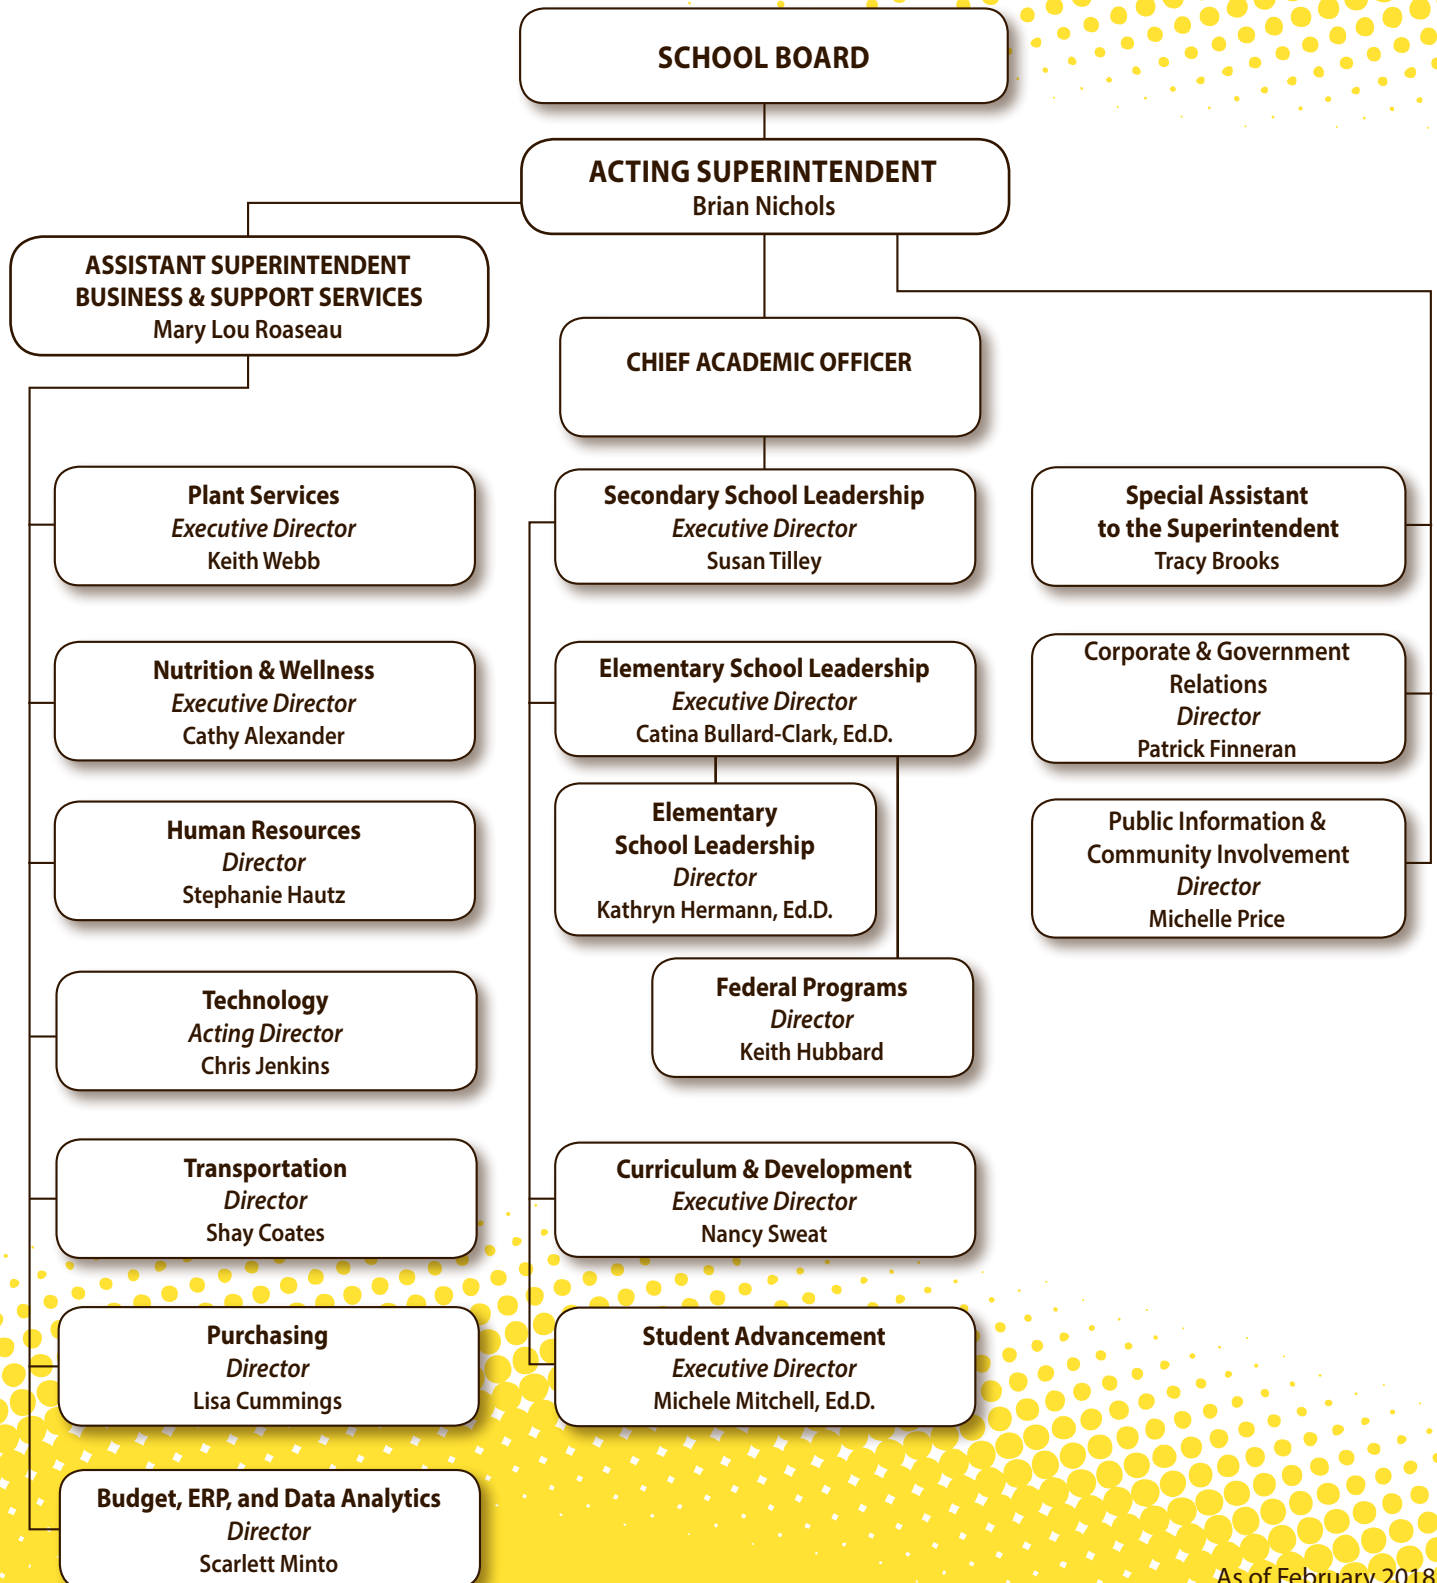 SCHOOL BOARD
ACTING SUPERINTENDENT
Brian Nichols
ASSISTANT SUPERINTENDENT
BUSINESS & SUPPORT SERVICES
Mary Lou Roaseau
CHIEF ACADEMIC OFFICER
Plant Services
Executive Director
Keith Webb
Nutrition & Wellness
Executive Director
Cathy Alexander
Human Resources
Director
Stephanie Hautz
Technology
Acting Director
Chris Jenkins
Transportation
Director
Shay Coates
Purchasing
Director
Lisa Cummings
Budget, ERP, and Data Analytics
Director
Scarlett Minto
Secondary School Leadership
Executive Director
Susan Tilley
Elementary School Leadership
Executive Director
Catina Bullard-Clark, Ed.D.
Elementary
School Leadership
Director
Kathryn Hermann, Ed.D.
Federal Programs
Director
Keith Hubbard
Curriculum & Development
Executive Director
Nancy Sweat
Student Advancement
Executive Director
Michele Mitchell, Ed.D.
Special Assistant
to the Superintendent
Tracy Brooks
Corporate & Government
Relations
Director
Patrick Finneran
Public Information &
Community Involvement
Director
Michelle Price
As of February 2018